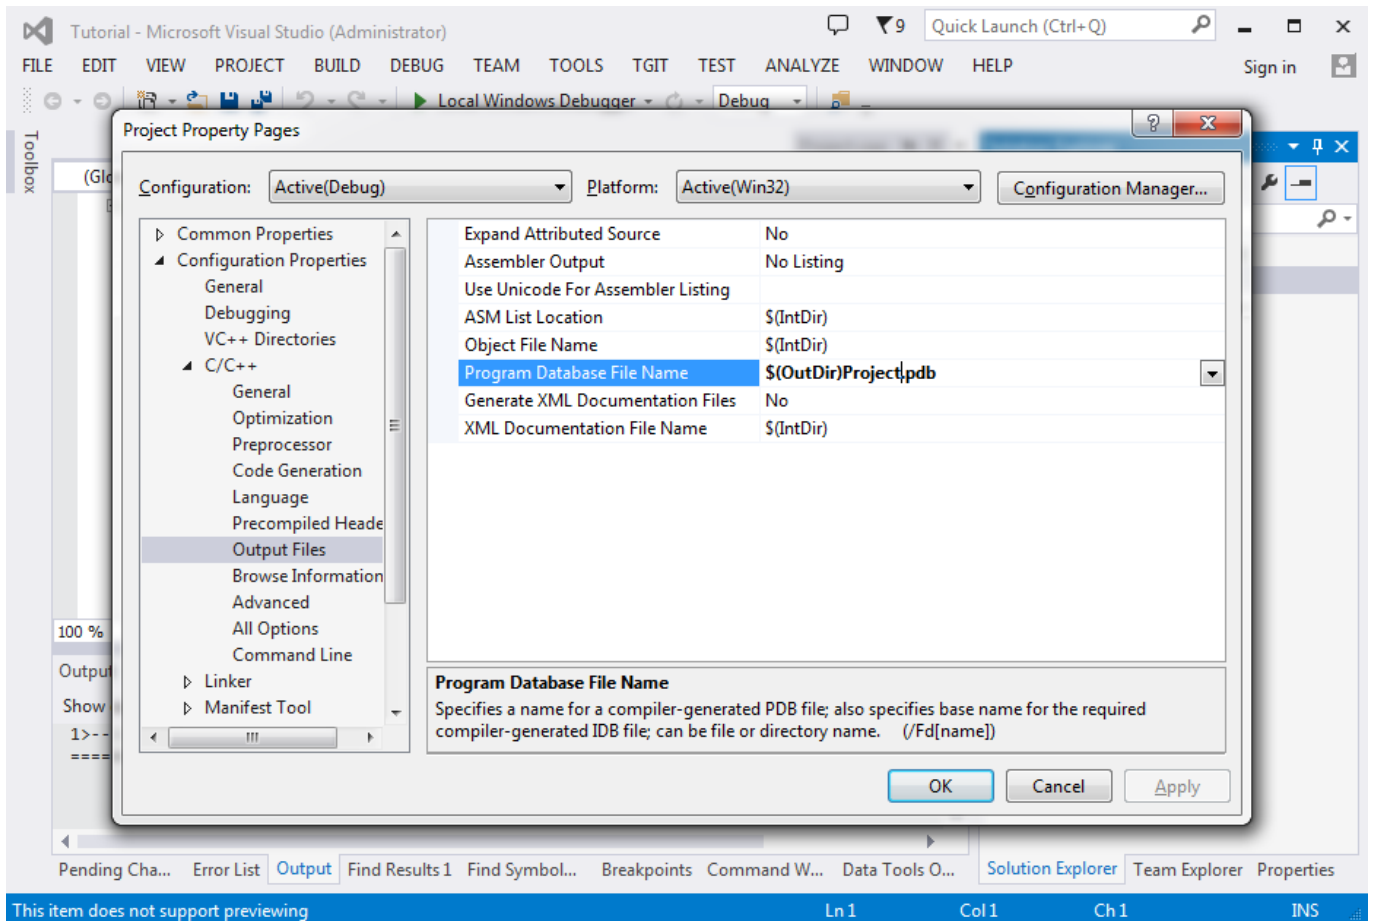 Tutorial - Microsoft Visual Studio (Administrator)
9
Quick Launch (Ctrl+Q)
FILE EDIT VIEW PROJECT BUILD DEBUG TEAM TOOLS TGIT TEST ANALYZE WINDOW HELP Sign in
Local Windows Debugger Debug
Toolbox
Project Property Pages
(Glo
Configuration: Active(Debug) Platform: Active(Win32) Configuration Manager...
Common Properties
Configuration Properties
General
Debugging
VC++ Directories
C/C++
General
Optimization
Preprocessor
Code Generation
Language
Precompiled Heade
Output Files
Browse Information
Advanced
All Options
Command Line
Linker
Manifest Tool
Expand Attributed Source No
Assembler Output No Listing
Use Unicode For Assembler Listing
ASM List Location $(IntDir)
Object File Name $(IntDir)
Program Database File Name $(OutDir)Project.pdb
Generate XML Documentation Files No
XML Documentation File Name $(IntDir)
Program Database File Name
Specifies a name for a compiler-generated PDB file; also specifies base name for the required
compiler-generated IDB file; can be file or directory name. (/Fd[name])
OK Cancel Apply
100 %
Output
Show
1>--
====
Pending Cha... Error List Output Find Results 1 Find Symbol... Breakpoints Command W... Data Tools O... Solution Explorer Team Explorer Properties
This item does not support previewing Ln 1 Col 1 Ch 1 INS